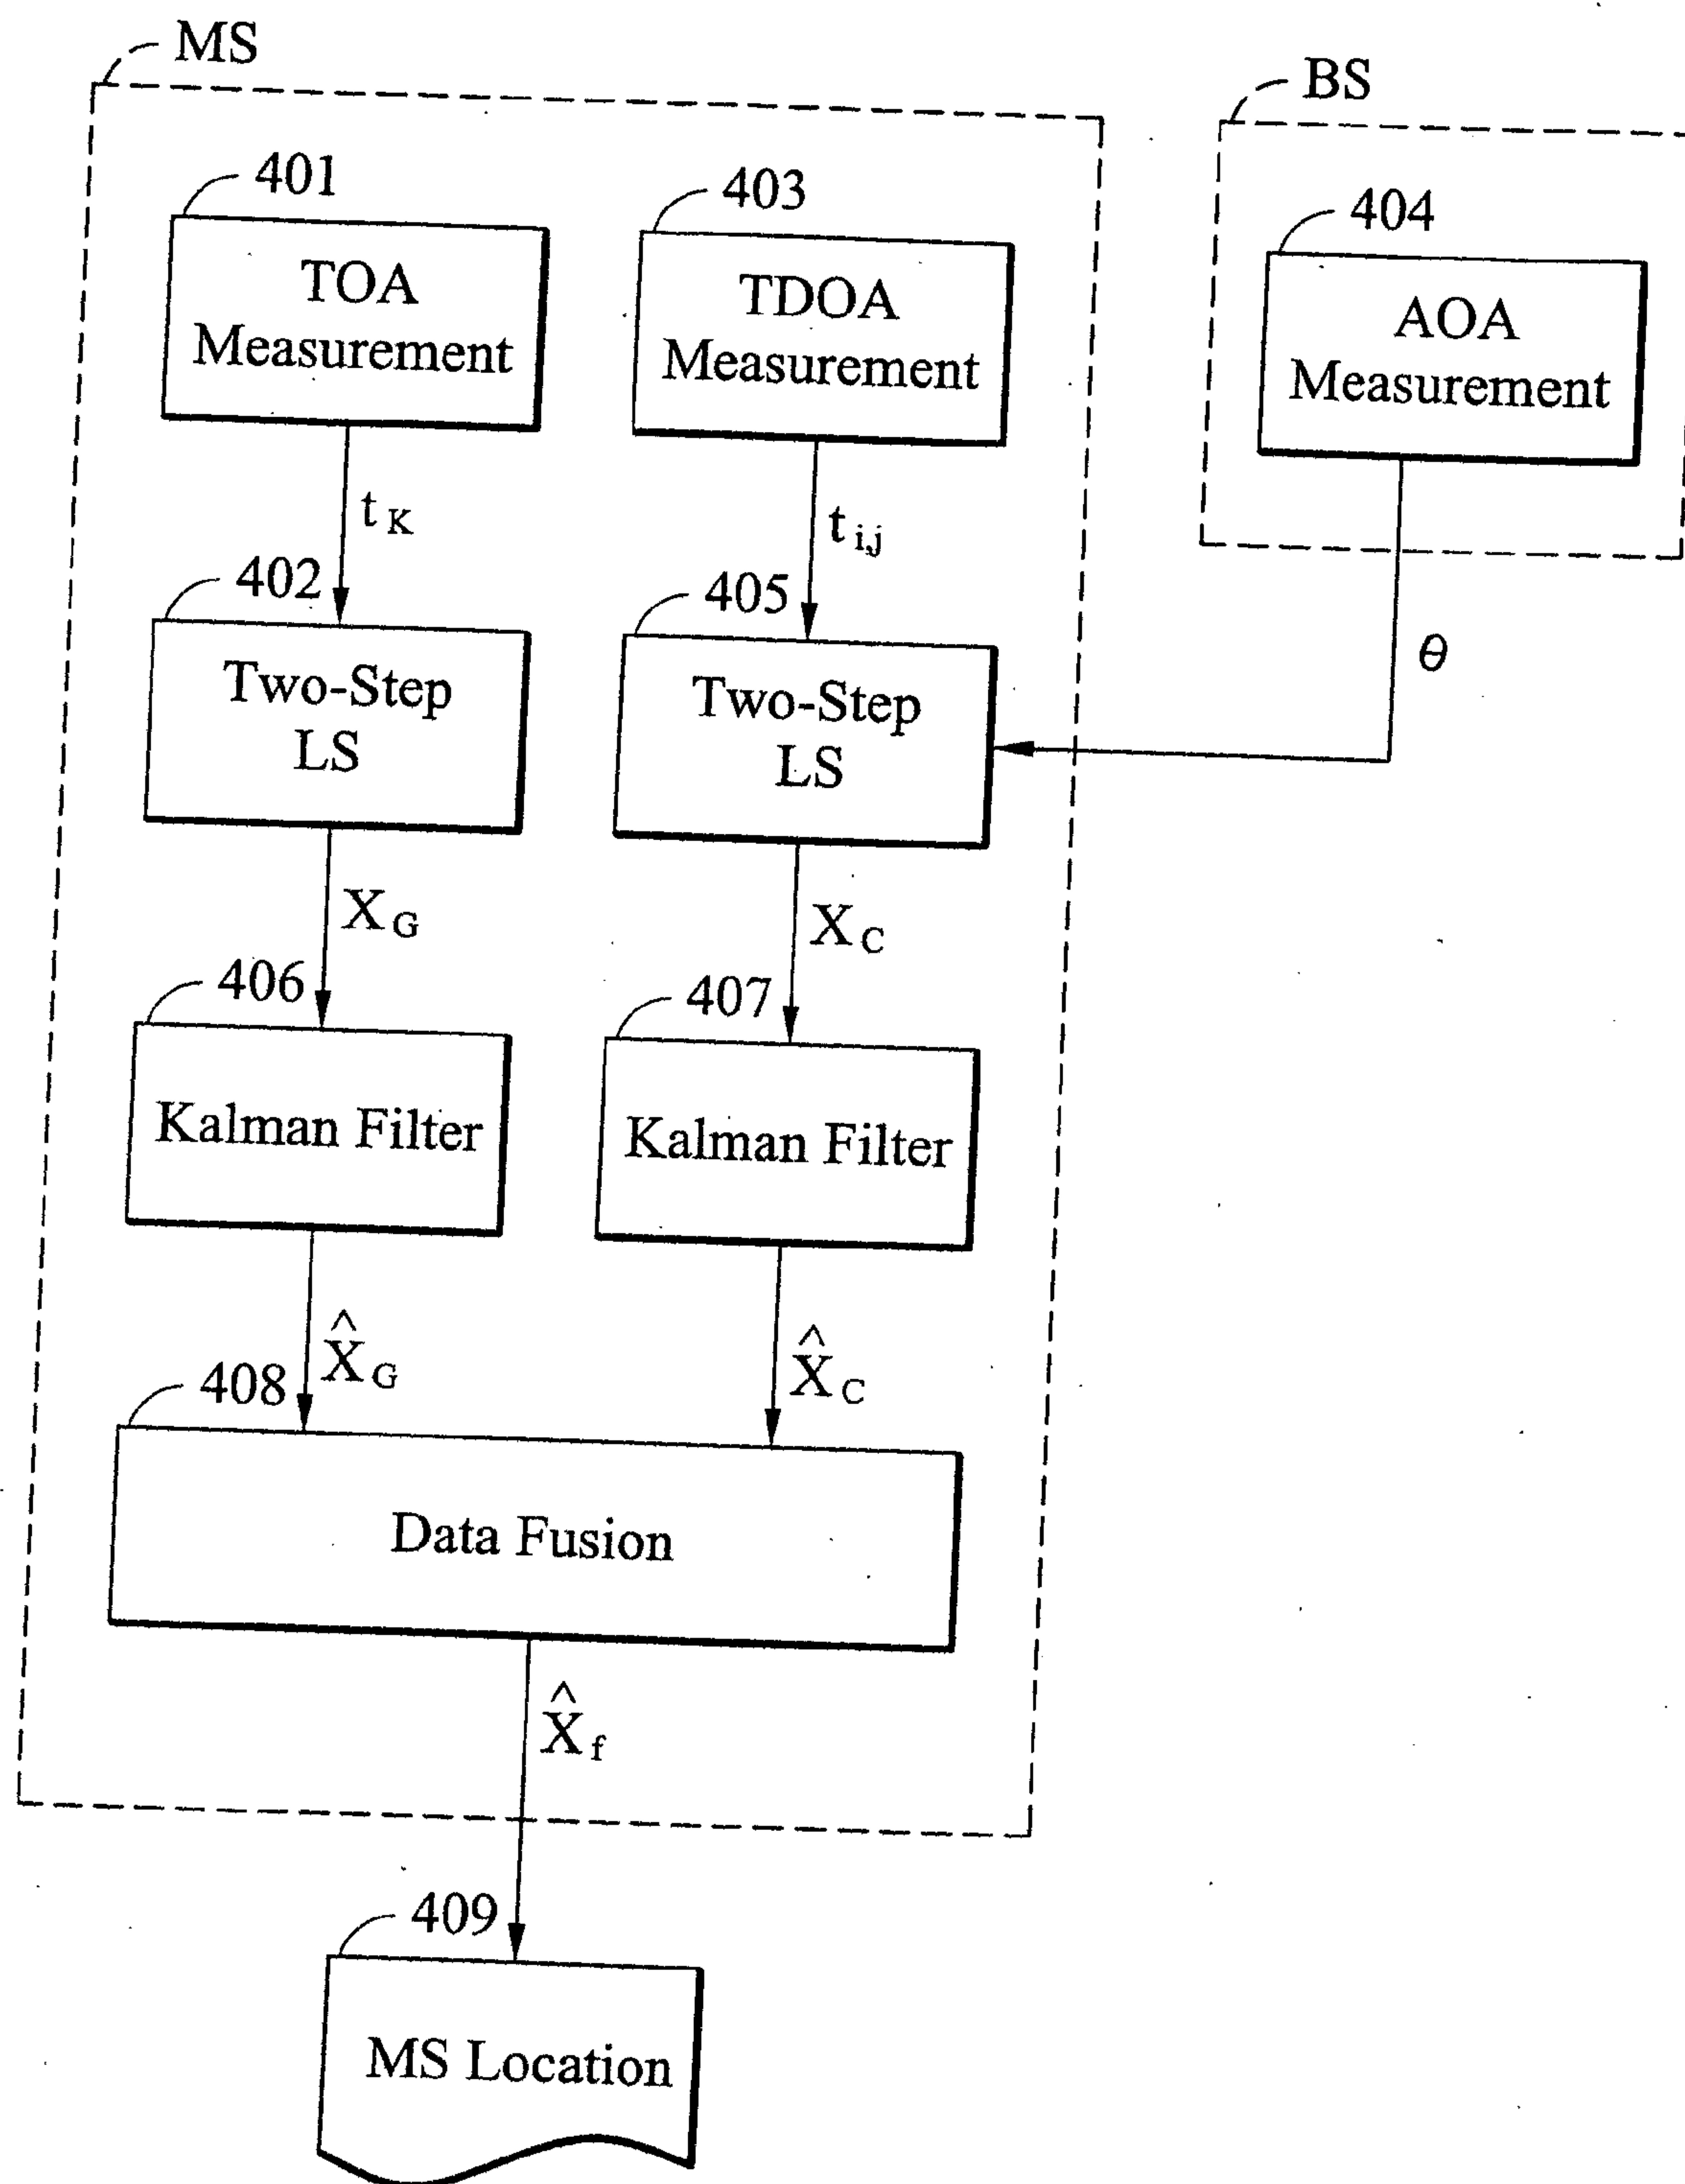 MS
BS
401
403
404
TOA
Measurement
TDOA
Measurement
AOA
Measurement
t K
t i,j
θ
402
405
Two-Step
LS
Two-Step
LS
X G
X C
406
407
Kalman Filter
Kalman Filter
X̂ G
X̂ C
408
Data Fusion
X̂ f
409
MS Location